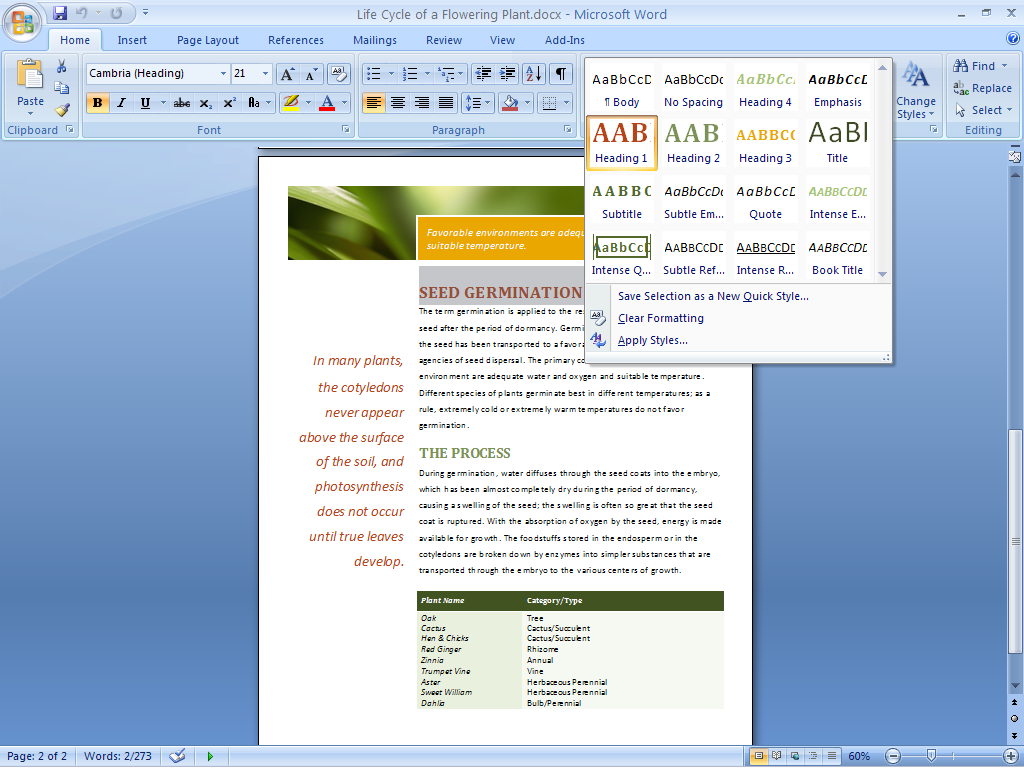 Life Cycle of a Flowering Plant.docx - Microsoft Word
Home Insert Page Layout References Mailings Review View Add-Ins
Paste
Clipboard
Cambria (Heading) 21
B I U abc x₂ x² Aa
Font
Paragraph
AaBbCcD AaBbCcDc AaBbCc. AaBbCcD
¶ Body No Spacing Heading 4 Emphasis
AAB AAB AABBCC AaBl
Heading 1 Heading 2 Heading 3 Title
AABBC AaBbCcDc AaBbCcD AABBCCDD
Subtitle Subtle Em... Quote Intense E...
AaBbCcD AABBCCDD AABBCCDD AABBCCDD
Intense Q... Subtle Ref... Intense R... Book Title
Save Selection as a New Quick Style...
Clear Formatting
Apply Styles...
Change Styles
Find
Replace
Select
Editing
Favorable environments are
suitable temperature.
SEED GERMINATION
The term germination is applied to the
seed after the period of dormancy.
the seed has been transported to a
agencies of seed dispersal. The primary
environment are adequate water and oxygen and suitable temperature.
Different species of plants germinate best in different temperatures; as a
rule, extremely cold or extremely warm temperatures do not favor
germination.
In many plants,
the cotyledons
never appear
above the surface
of the soil, and
photosynthesis
does not occur
until true leaves
develop.
THE PROCESS
During germination, water diffuses through the seed coats into the embryo,
which has been almost completely dry during the period of dormancy,
causing a swelling of the seed; the swelling is often so great that the seed
coat is ruptured. With the absorption of oxygen by the seed, energy is made
available for growth. The foodstuffs stored in the endosperm or in the
cotyledons are broken down by enzymes into simpler substances that are
transported through the embryo to the various centers of growth.
Plant Name Category/Type
Oak Tree
Cactus Cactus/Succulent
Hen & Chicks Cactus/Succulent
Red Ginger Rhizome
Zinnia Annual
Trumpet Vine Vine
Aster Herbaceous Perennial
Sweet William Herbaceous Perennial
Dahlia Bulb/Perennial
Page: 2 of 2 Words: 2/273 60%